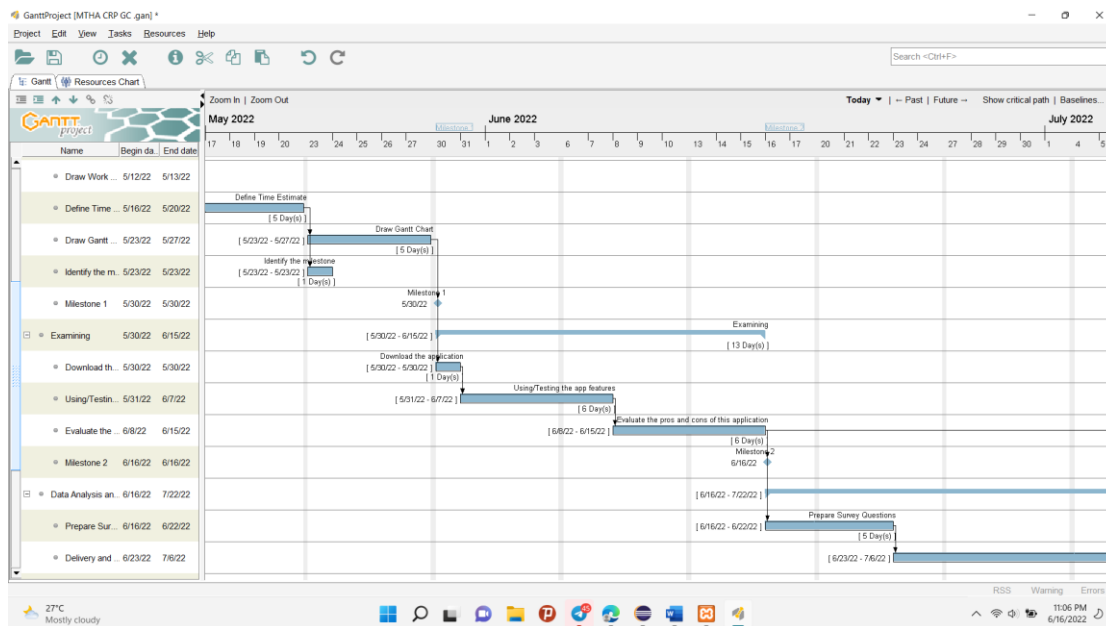 GanttProject [MTHA CRP GC .gan] *
Project Edit View Tasks Resources Help
Search <Ctrl+F>
Gantt Resources Chart
Zoom In | Zoom Out Today | ← Past | Future → Show critical path | Baselines...
GANTT project
May 2022 June 2022 July 2022
Milestone 1 Milestone 2
17 18 19 20 23 24 25 26 27 30 31 1 2 3 6 7 8 9 10 13 14 15 16 17 20 21 22 23 24 27 28 29 30 1 4 5
Name Begin da... End date
Draw Work ... 5/12/22 5/13/22
Define Time Estimate
Define Time ... 5/16/22 5/20/22
[ 5 Day(s) ]
Draw Gantt Chart
Draw Gantt ... 5/23/22 5/27/22 [ 5/23/22 - 5/27/22 ]
[ 5 Day(s) ]
Identify the milestone
Identify the m... 5/23/22 5/23/22 [ 5/23/22 - 5/23/22 ]
[ 1 Day(s) ]
Milestone 1
Milestone 1 5/30/22 5/30/22 5/30/22
Examining
Examining 5/30/22 6/15/22 [ 5/30/22 - 6/15/22 ]
[ 13 Day(s) ]
Download the application
Download th... 5/30/22 5/30/22 [ 5/30/22 - 5/30/22 ]
[ 1 Day(s) ]
Using/Testing the app features
Using/Testin... 5/31/22 6/7/22 [ 5/31/22 - 6/7/22 ]
[ 6 Day(s) ]
Evaluate the pros and cons of this application
Evaluate the ... 6/8/22 6/15/22 [ 6/8/22 - 6/15/22 ]
[ 6 Day(s) ]
Milestone 2
Milestone 2 6/16/22 6/16/22 6/16/22
Data Analysis an... 6/16/22 7/22/22 [ 6/16/22 - 7/22/22 ]
Prepare Survey Questions
Prepare Sur... 6/16/22 6/22/22 [ 6/16/22 - 6/22/22 ]
[ 5 Day(s) ]
Delivery and ... 6/23/22 7/6/22 [ 6/23/22 - 7/6/22 ]
RSS Warning Errors
27°C
Mostly cloudy
45
11:06 PM
6/16/2022